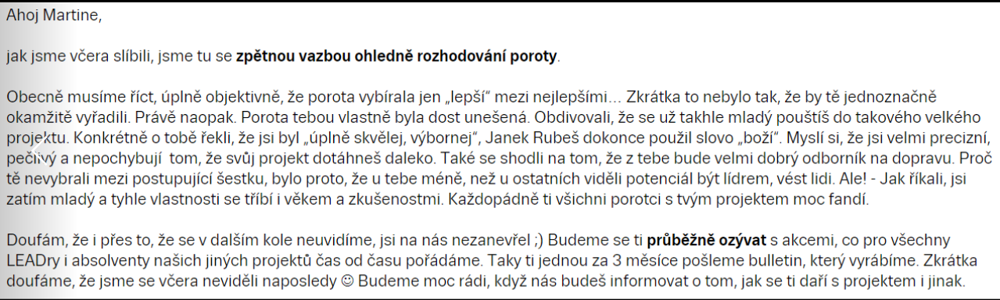 Ahoj Martine,
jak jsme včera slíbili, jsme tu se zpětnou vazbou ohledně rozhodování poroty.
Obecně musíme říct, úplně objektivně, že porota vybírala jen „lepší“ mezi nejlepšími… Zkrátka to nebylo tak, že by tě jednoznačně
okamžitě vyřadili. Právě naopak. Porota tebou vlastně byla dost unešená. Obdivovali, že se už takhle mladý pouštíš do takového velkého
projektu. Konkrétně o tobě řekli, že jsi byl „úplně skvělej, výbornej“, Janek Rubeš dokonce použil slovo „boží“. Myslí si, že jsi velmi precizní,
pečlivý a nepochybují  tom, že svůj projekt dotáhneš daleko. Také se shodli na tom, že z tebe bude velmi dobrý odborník na dopravu. Proč
tě nevybrali mezi postupující šestku, bylo proto, že u tebe méně, než u ostatních viděli potenciál být lídrem, vést lidi. Ale! - Jak říkali, jsi
zatím mladý a tyhle vlastnosti se tříbí i věkem a zkušenostmi. Každopádně ti všichni porotci s tvým projektem moc fandí.
Doufám, že i přes to, že se v dalším kole neuvidíme, jsi na nás nezanevřel ;) Budeme se ti průběžně ozývat s akcemi, co pro všechny
LEADry i absolventy našich jiných projektů čas od času pořádáme. Taky ti jednou za 3 měsíce pošleme bulletin, který vyrábíme. Zkrátka
doufáme, že jsme se včera neviděli naposledy ☺ Budeme moc rádi, když nás budeš informovat o tom, jak se ti daří s projektem i jinak.